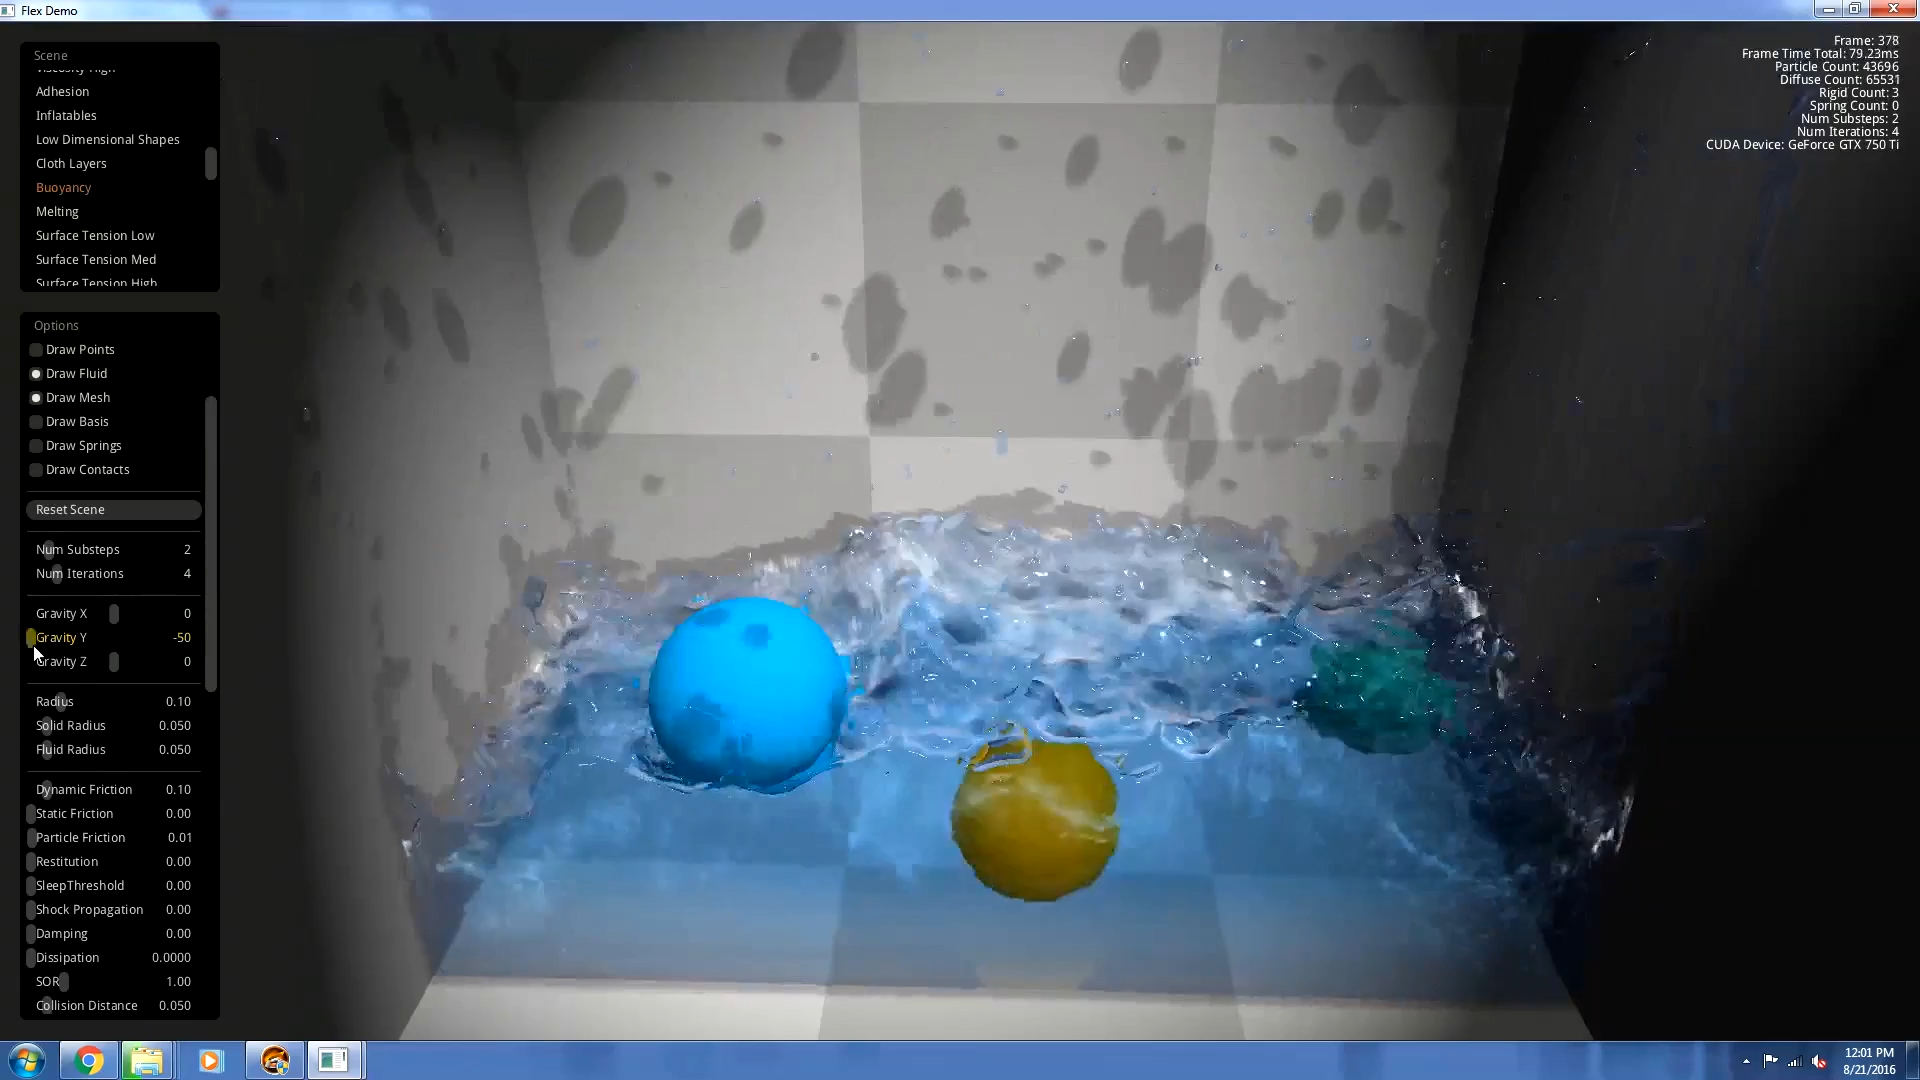 Flex Demo
Scene
Viscosity High
Adhesion
Inflatables
Low Dimensional Shapes
Cloth Layers
Buoyancy
Melting
Surface Tension Low
Surface Tension Med
Surface Tension High
Options
Draw Points
Draw Fluid
Draw Mesh
Draw Basis
Draw Springs
Draw Contacts
Reset Scene
Num Substeps 2
Num Iterations 4
Gravity X 0
Gravity Y -50
Gravity Z 0
Radius 0.10
Solid Radius 0.050
Fluid Radius 0.050
Dynamic Friction 0.10
Static Friction 0.00
Particle Friction 0.01
Restitution 0.00
SleepThreshold 0.00
Shock Propagation 0.00
Damping 0.00
Dissipation 0.0000
SOR 1.00
Collision Distance 0.050
Frame: 378
Frame Time Total: 79.23ms
Particle Count: 43696
Diffuse Count: 65531
Rigid Count: 3
Spring Count: 0
Num Substeps: 2
Num Iterations: 4
CUDA Device: GeForce GTX 750 Ti
12:01 PM
8/21/2016